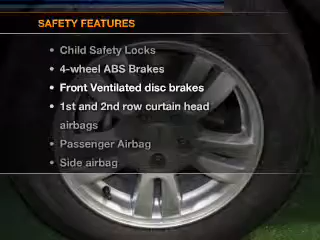 SAFETY FEATURES
• Child Safety Locks
• 4-wheel ABS Brakes
• Front Ventilated disc brakes
• 1st and 2nd row curtain head
airbags
• Passenger Airbag
• Side airbag